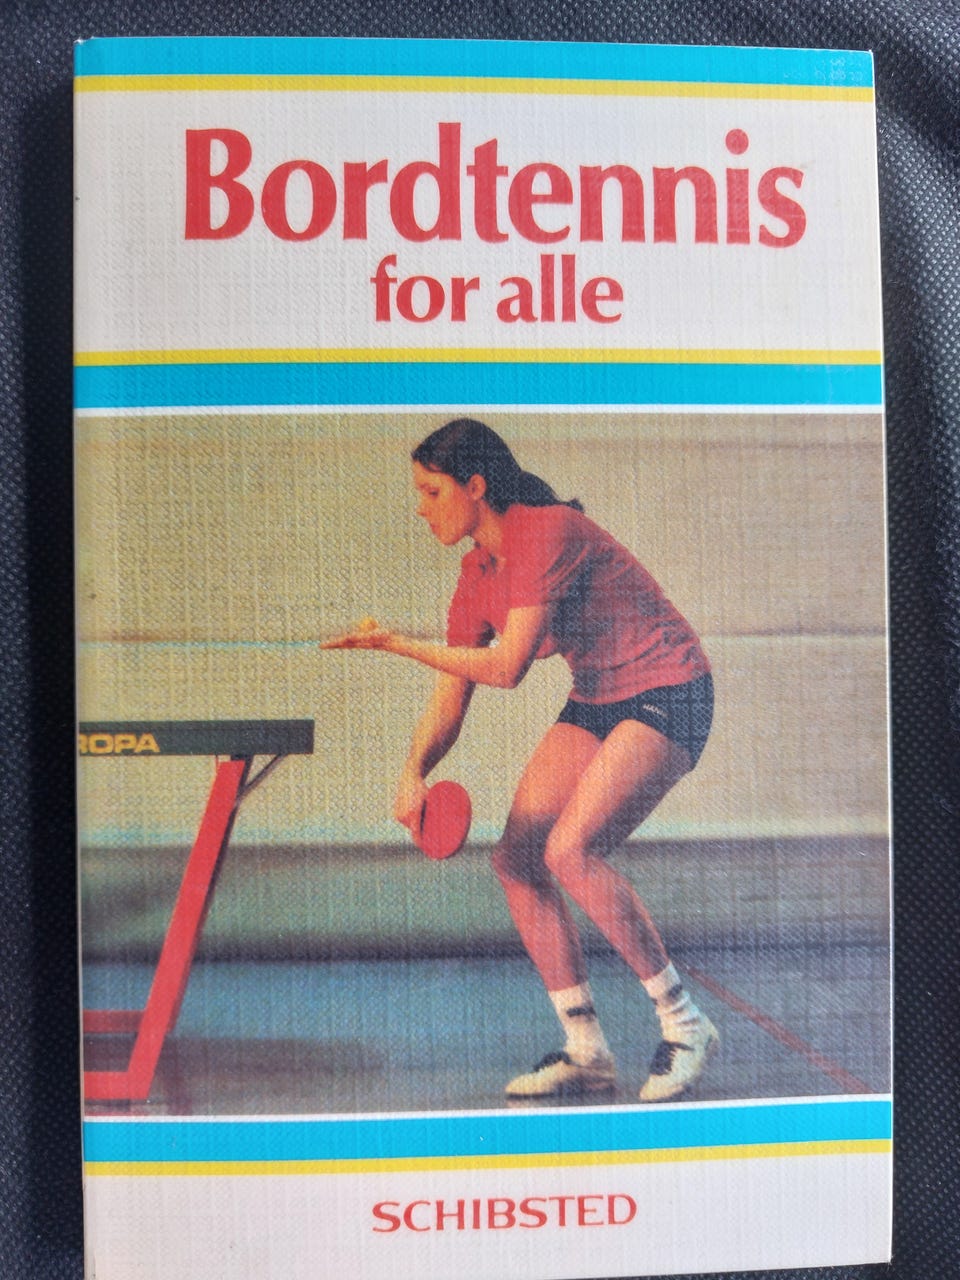 Bordtennis
for alle
ROPA
SCHIBSTED